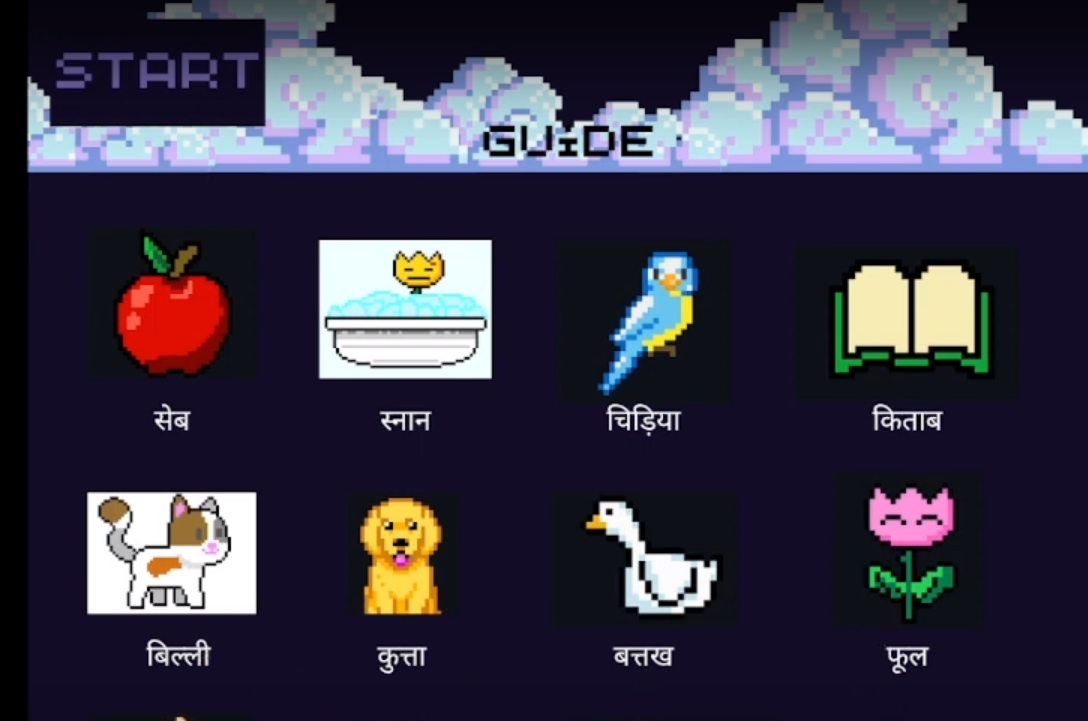 START
GUiDE
सेब
स्नान
चिड़िया
किताब
बिल्ली
कुत्ता
बत्तख
फूल